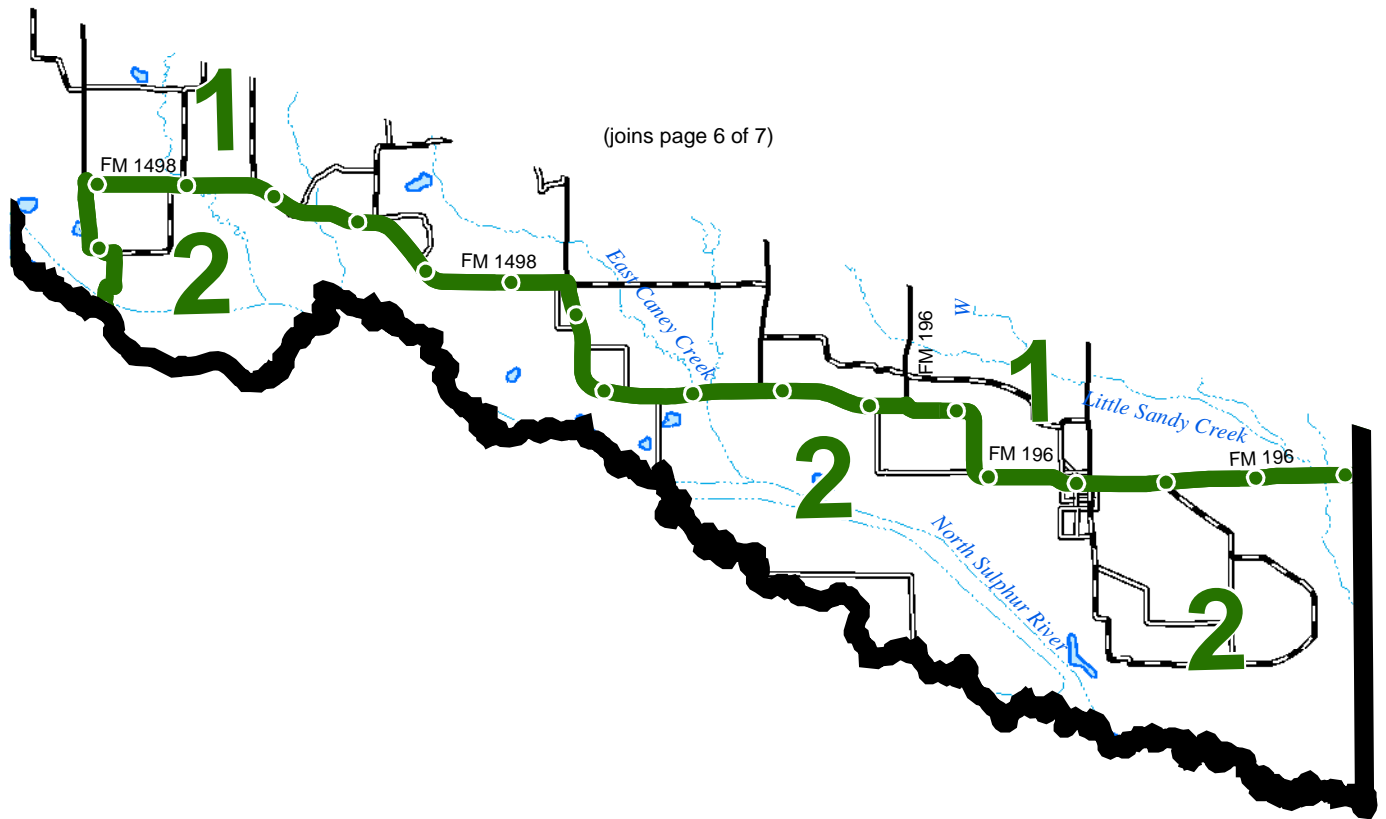 1
(joins page 6 of 7)
FM 1498
2
FM 1498
East Caney Creek
W
FM 196
1
Little Sandy Creek
2
FM 196
FM 196
North Sulphur River
2